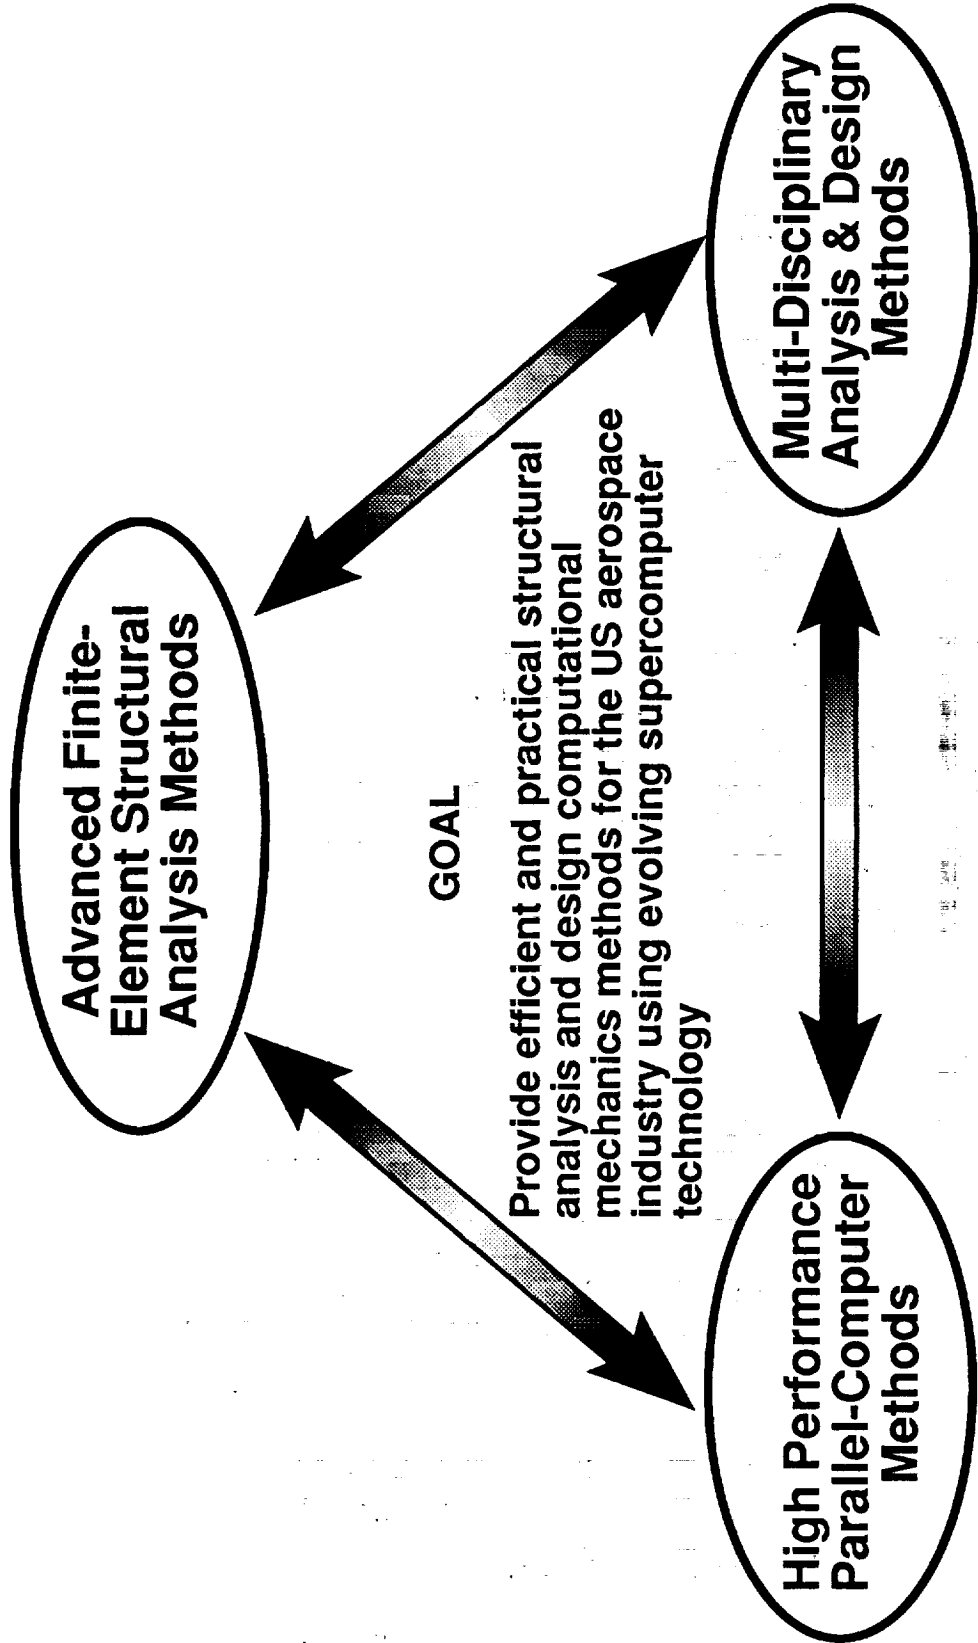 Advanced Finite-
Element Structural
Analysis Methods
GOAL
Provide efficient and practical structural
analysis and design computational
mechanics methods for the US aerospace
industry using evolving supercomputer
technology
High Performance
Parallel-Computer
Methods
Multi-Disciplinary
Analysis & Design
Methods